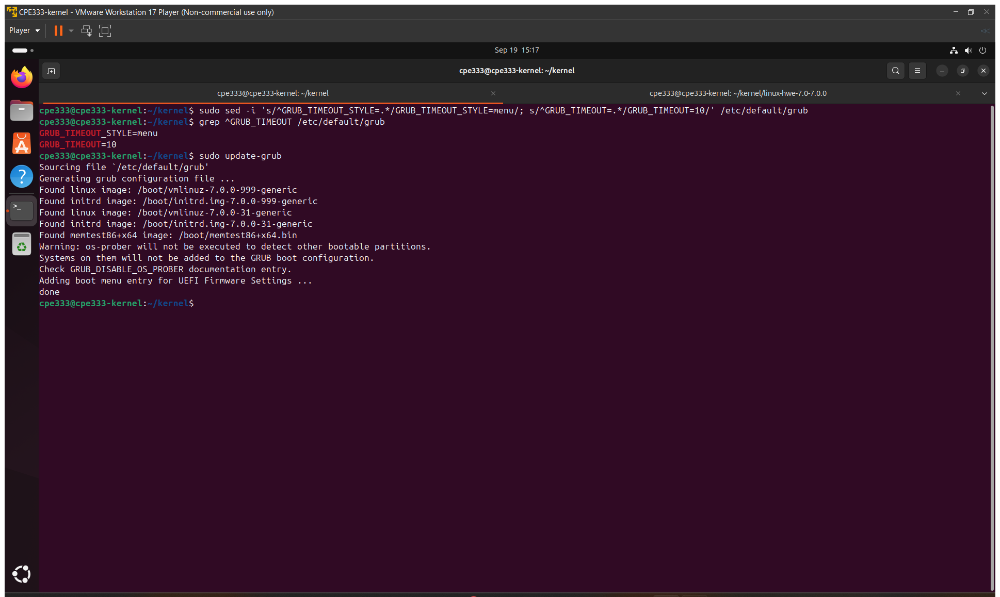 CPE333-kernel - VMware Workstation 17 Player (Non-commercial use only)
Player
Sep 19 15:17
cpe333@cpe333-kernel: ~/kernel
cpe333@cpe333-kernel: ~/kernel
cpe333@cpe333-kernel: ~/kernel/linux-hwe-7.0-7.0.0
cpe333@cpe333-kernel:~/kernel$ sudo sed -i 's/^GRUB_TIMEOUT_STYLE=.*/GRUB_TIMEOUT_STYLE=menu/; s/^GRUB_TIMEOUT=.*/GRUB_TIMEOUT=10/' /etc/default/grub
cpe333@cpe333-kernel:~/kernel$ grep ^GRUB_TIMEOUT /etc/default/grub
GRUB_TIMEOUT_STYLE=menu
GRUB_TIMEOUT=10
cpe333@cpe333-kernel:~/kernel$ sudo update-grub
Sourcing file `/etc/default/grub'
Generating grub configuration file ...
Found linux image: /boot/vmlinuz-7.0.0-999-generic
Found initrd image: /boot/initrd.img-7.0.0-999-generic
Found linux image: /boot/vmlinuz-7.0.0-31-generic
Found initrd image: /boot/initrd.img-7.0.0-31-generic
Found memtest86+x64 image: /boot/memtest86+x64.bin
Warning: os-prober will not be executed to detect other bootable partitions.
Systems on them will not be added to the GRUB boot configuration.
Check GRUB_DISABLE_OS_PROBER documentation entry.
Adding boot menu entry for UEFI Firmware Settings ...
done
cpe333@cpe333-kernel:~/kernel$